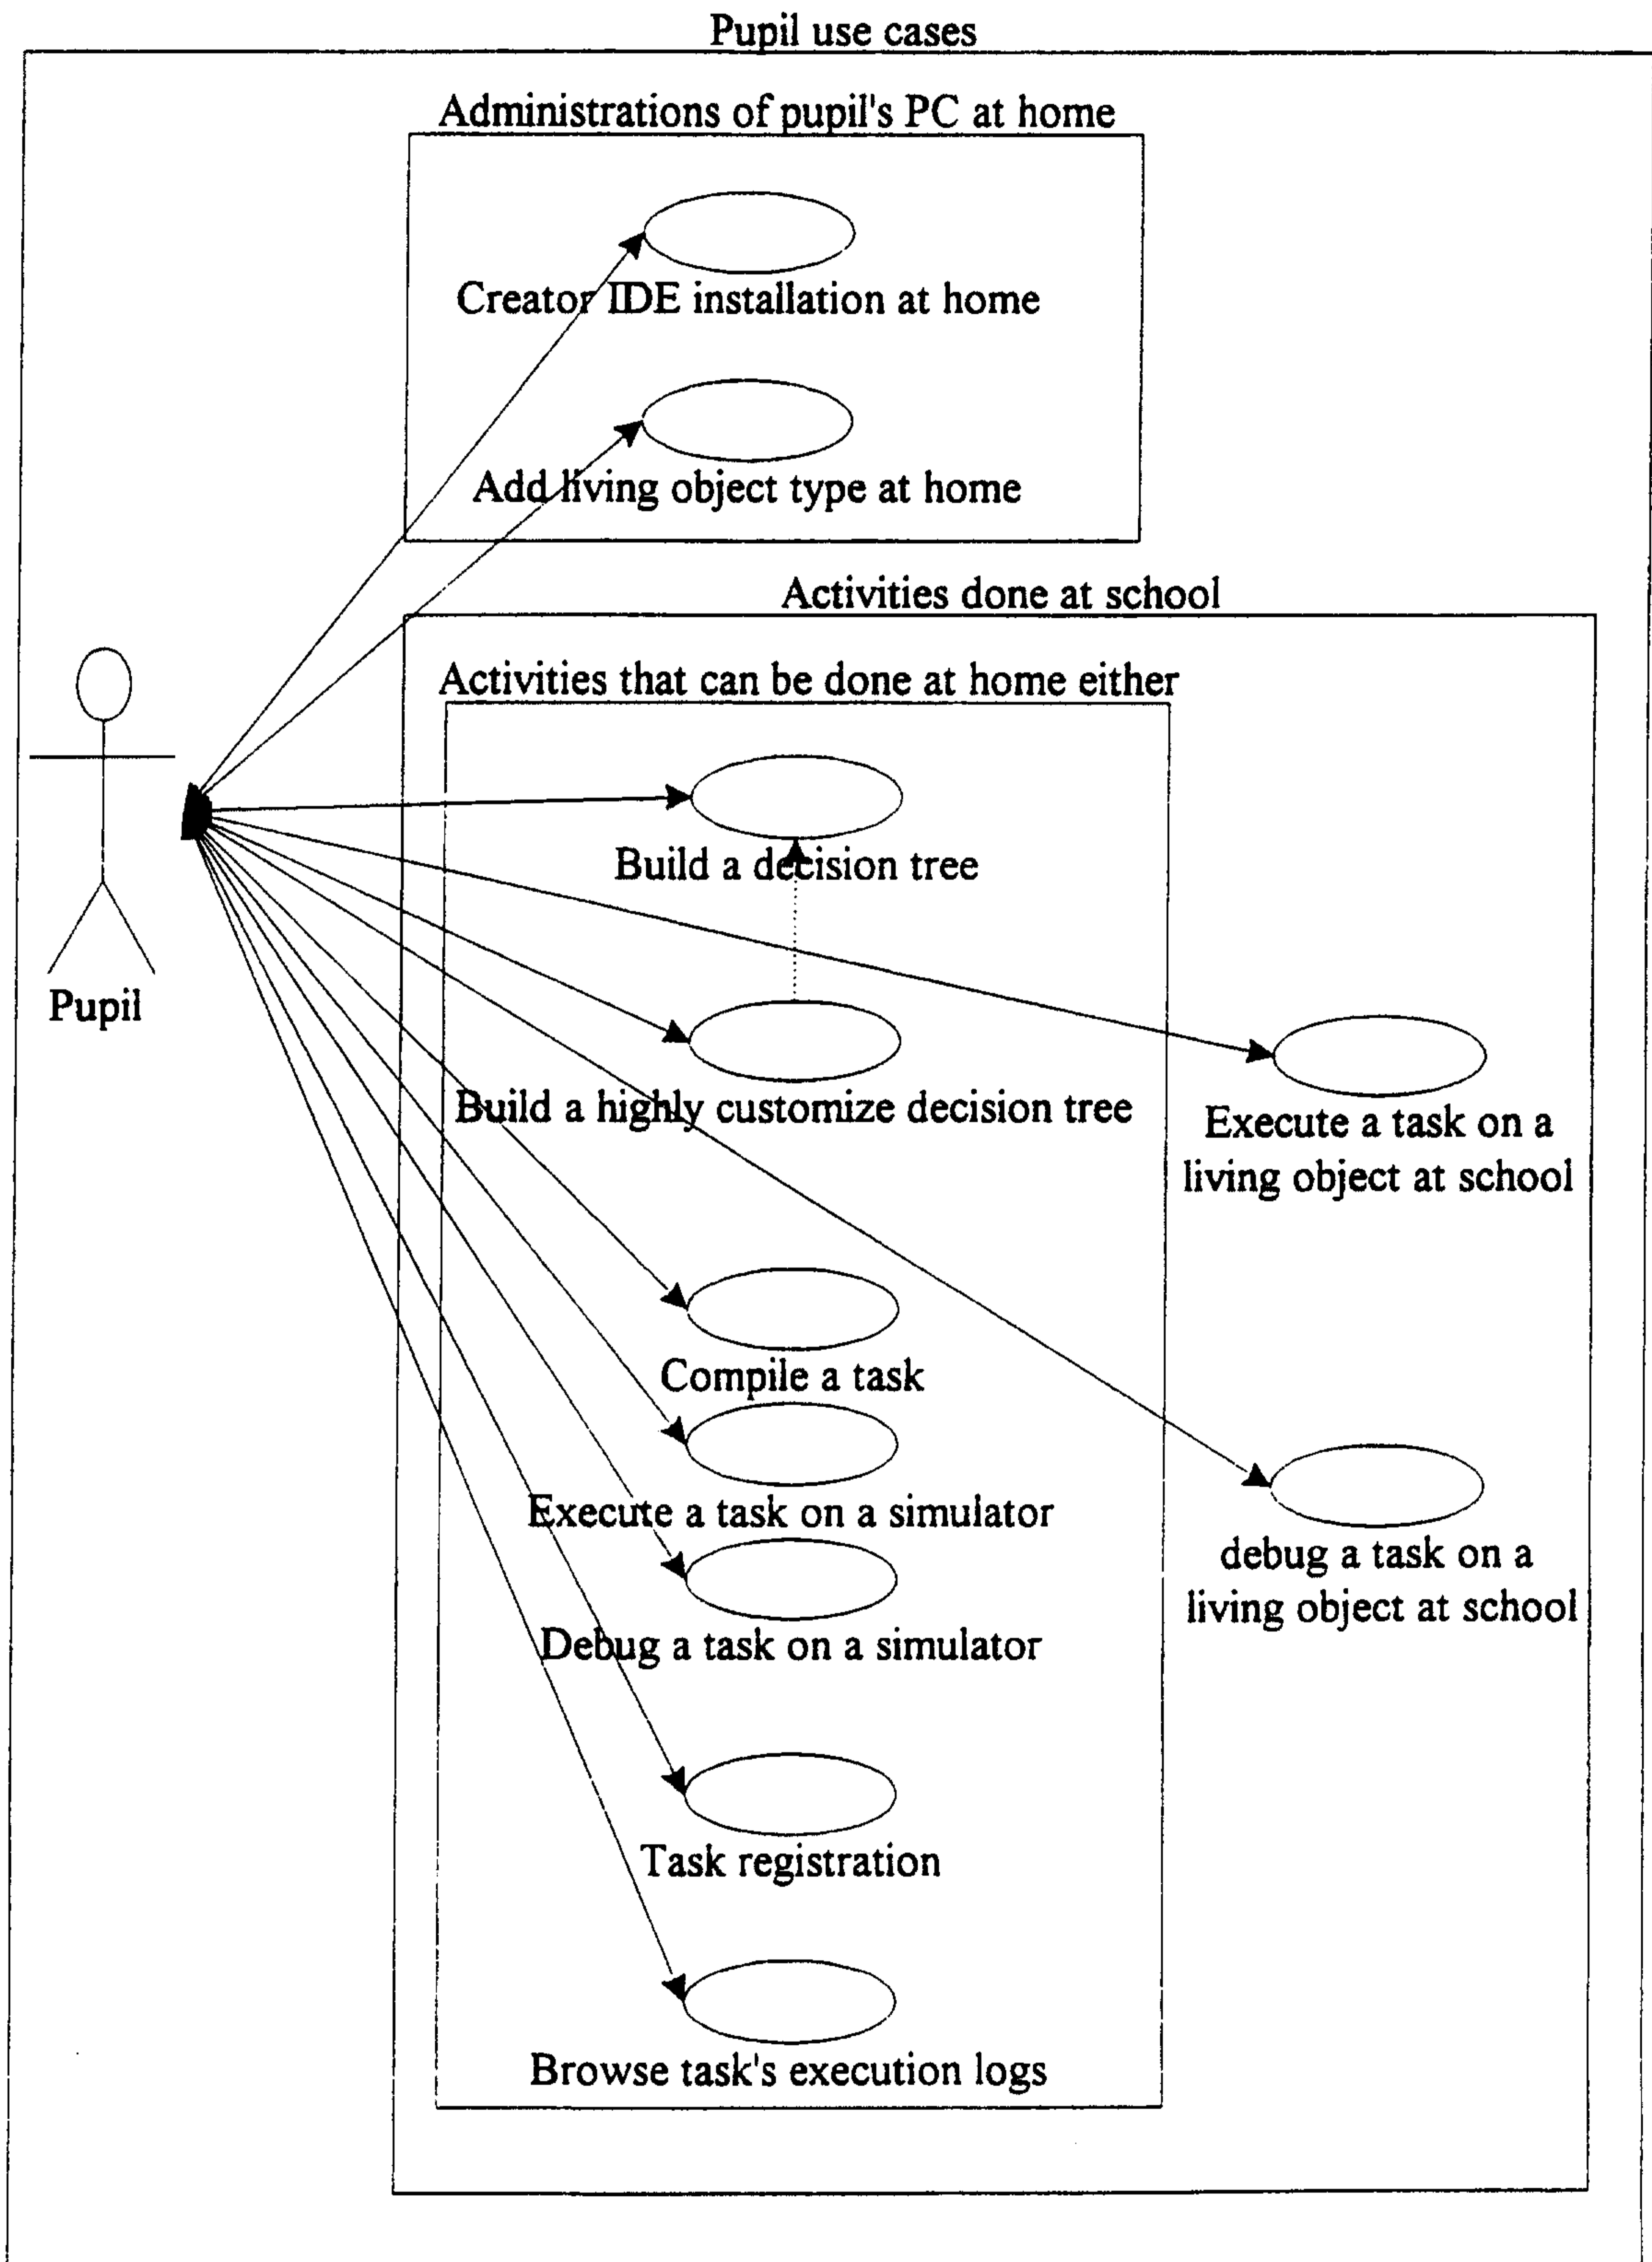 Pupil use cases
Administrations of pupil's PC at home
Creator IDE installation at home
Add living object type at home
Activities done at school
Activities that can be done at home either
Build a decision tree
Pupil
Build a highly customize decision tree
Execute a task on a
living object at school
Compile a task
Execute a task on a simulator
debug a task on a
living object at school
Debug a task on a simulator
Task registration
Browse task's execution logs